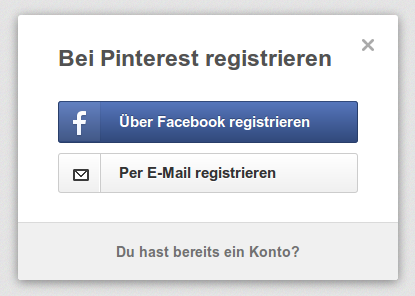 Bei Pinterest registrieren
Über Facebook registrieren
Per E-Mail registrieren
Du hast bereits ein Konto?